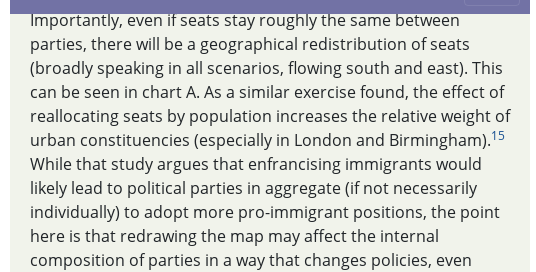 Importantly, even if seats stay roughly the same between
parties, there will be a geographical redistribution of seats
(broadly speaking in all scenarios, flowing south and east). This
can be seen in chart A. As a similar exercise found, the effect of
reallocating seats by population increases the relative weight of
urban constituencies (especially in London and Birmingham).15
While that study argues that enfrancising immigrants would
likely lead to political parties in aggregate (if not necessarily
individually) to adopt more pro-immigrant positions, the point
here is that redrawing the map may affect the internal
composition of parties in a way that changes policies, even